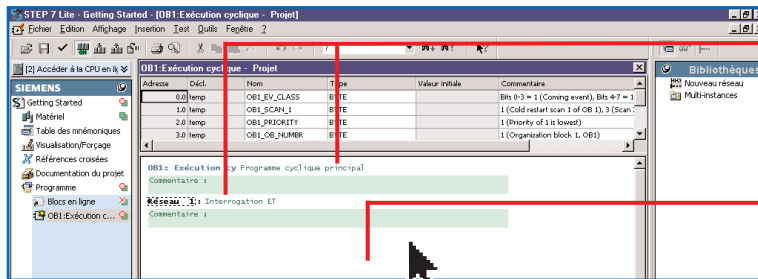 STEP 7 Lite - Getting Started - [OB1:Exécution cyclique - Projet]
Fichier Edition Affichage Insertion Test Outils Fenêtre ?
[2] Accéder à la CPU en lig
OB1:Exécution cyclique - Projet
Bibliothèques
SIEMENS
Adresse Décl. Nom Type Valeur initiale Commentaire
Nouveau réseau
0.0 temp OB1_EV_CLASS BYTE Bits 0-3 = 1 (Coming event), Bits 4-7 = 1
Multi-instances
Getting Started
1.0 temp OB1_SCAN_1 BYTE 1 (Cold restart scan 1 of OB 1), 3 (Scan
Matériel
2.0 temp OB1_PRIORITY BYTE 1 (Priority of 1 is lowest)
Table des mnémoniques
3.0 temp OB1_OB_NUMBR BYTE 1 (Organization block 1, OB1)
Visualisation/Forçage
Références croisées
OB1: Exécution cy Programme cyclique principal
Documentation du projet
Commentaire :
Programme
Réseau 1: Interrogation ET
Blocs en ligne
Commentaire :
OB1:Exécution c...